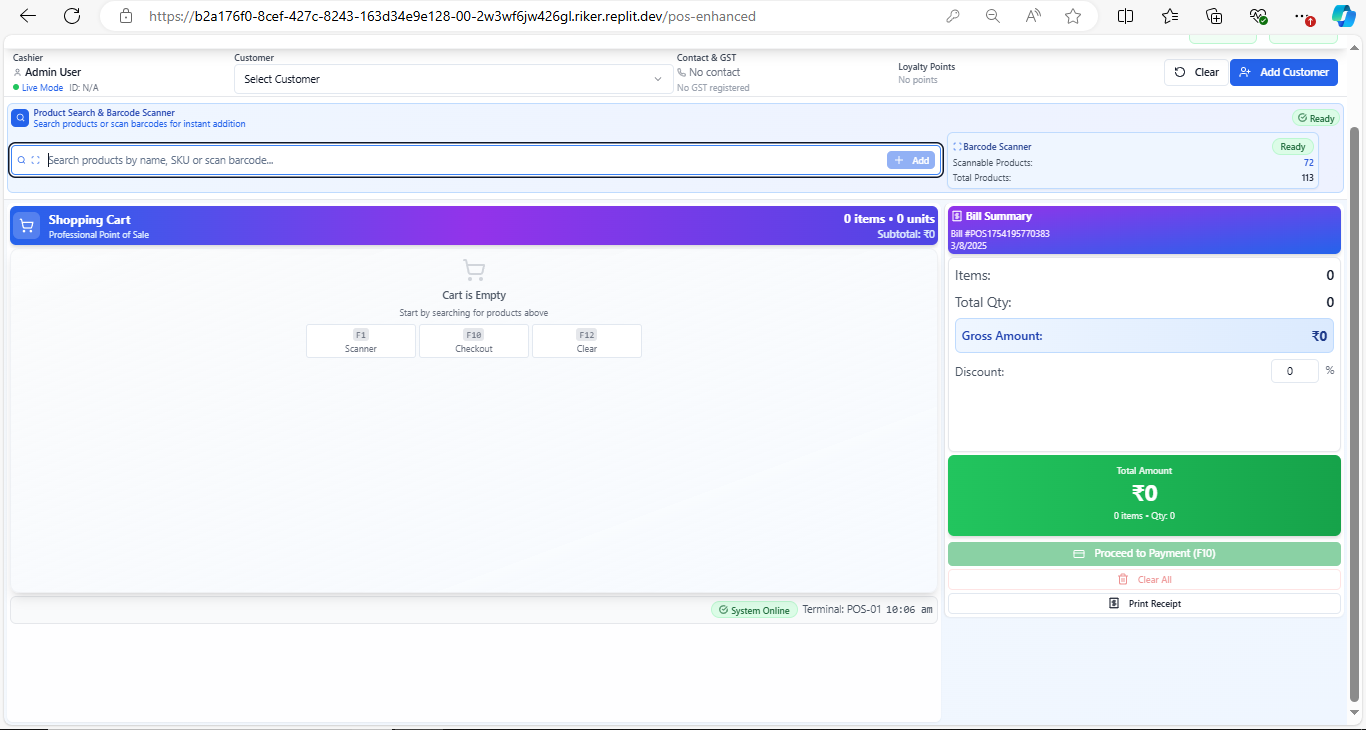 https://b2a176f0-8cef-427c-8243-163d34e9e128-00-2w3wf6jw426gl.riker.replit.dev/pos-enhanced
Cashier
Admin User
Live Mode ID: N/A
Customer
Select Customer
Contact & GST
No contact
No GST registered
Loyalty Points
No points
Clear
Add Customer
Product Search & Barcode Scanner
Search products or scan barcodes for instant addition
Ready
Search products by name, SKU or scan barcode...
Add
Barcode Scanner
Ready
Scannable Products: 72
Total Products: 113
Shopping Cart
Professional Point of Sale
0 items • 0 units
Subtotal: ₹0
Cart is Empty
Start by searching for products above
F1
Scanner
F10
Checkout
F12
Clear
Bill Summary
Bill #POS1754195770383
3/8/2025
Items: 0
Total Qty: 0
Gross Amount: ₹0
Discount: 0 %
Total Amount
₹0
0 items • Qty: 0
Proceed to Payment (F10)
Clear All
Print Receipt
System Online Terminal: POS-01 10:06 am